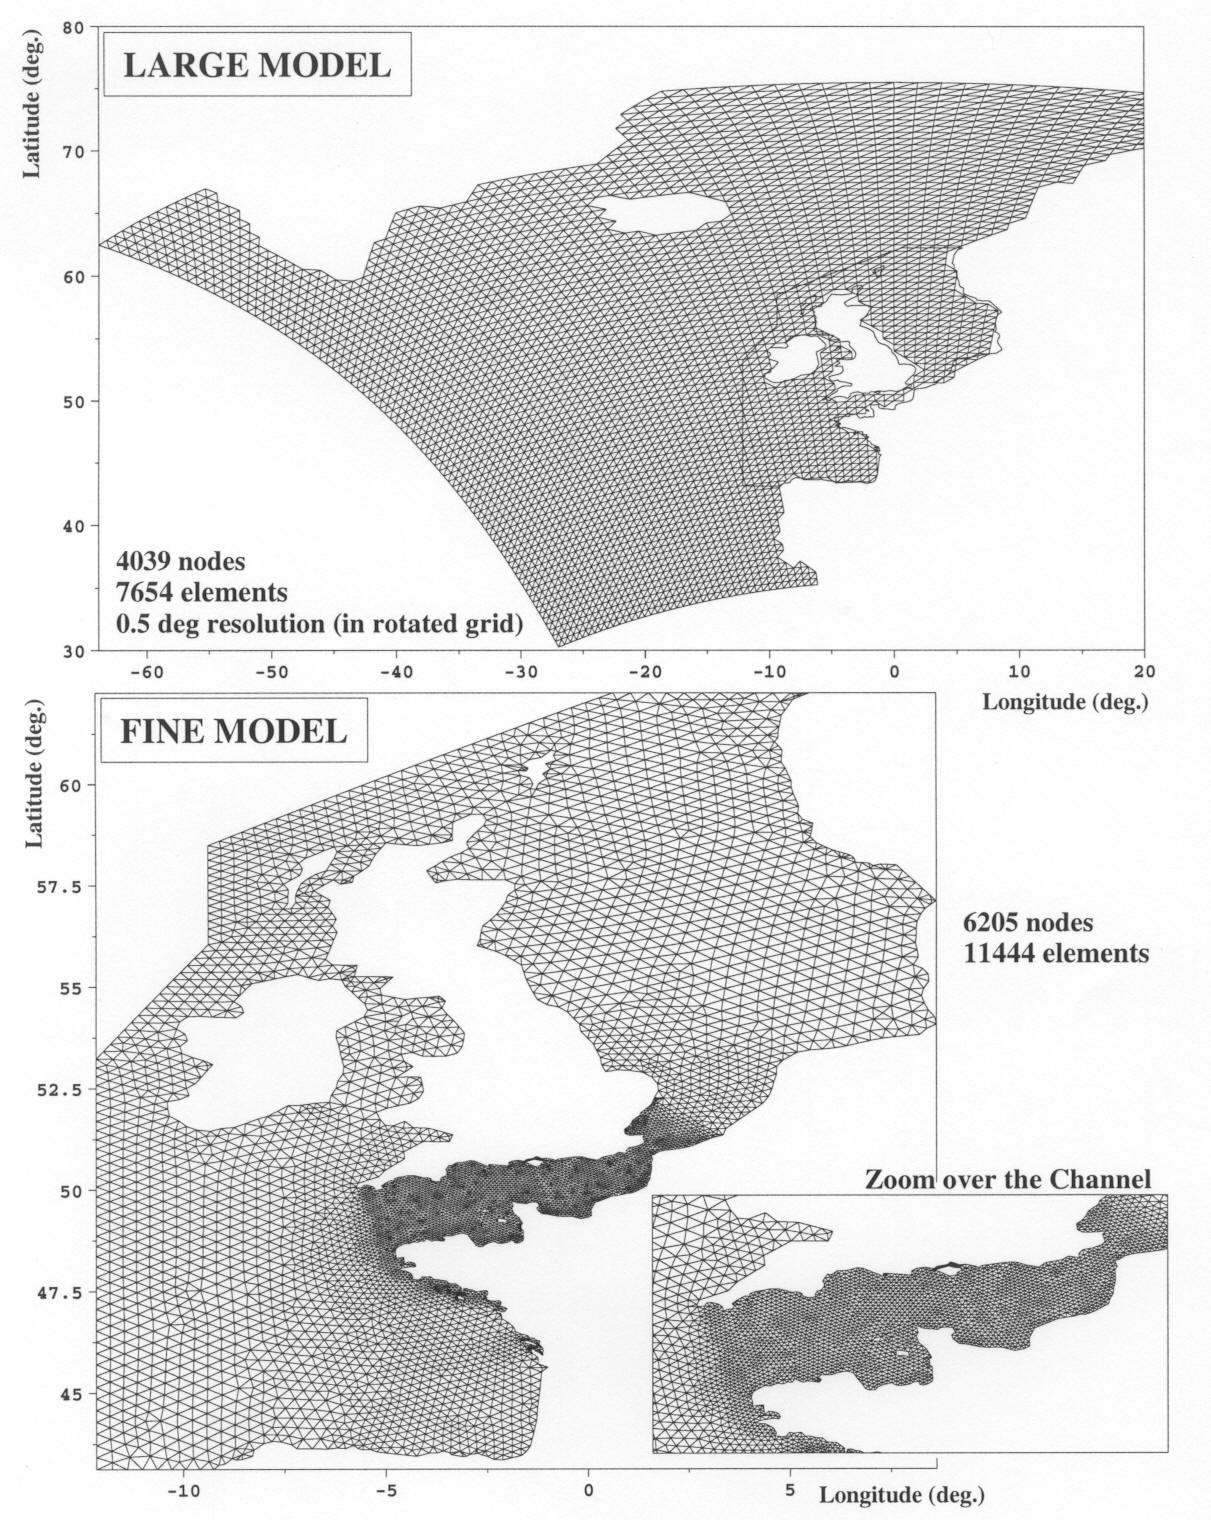 80
LARGE MODEL
Latitude (deg.)
70
60
50
40
4039 nodes
7654 elements
0.5 deg resolution (in rotated grid)
30
-60 -50 -40 -30 -20 -10 0 10 20
Longitude (deg.)
FINE MODEL
Latitude (deg.)
60
57.5
6205 nodes
11444 elements
55
52.5
Zoom over the Channel
50
47.5
45
-10 -5 0 5
Longitude (deg.)